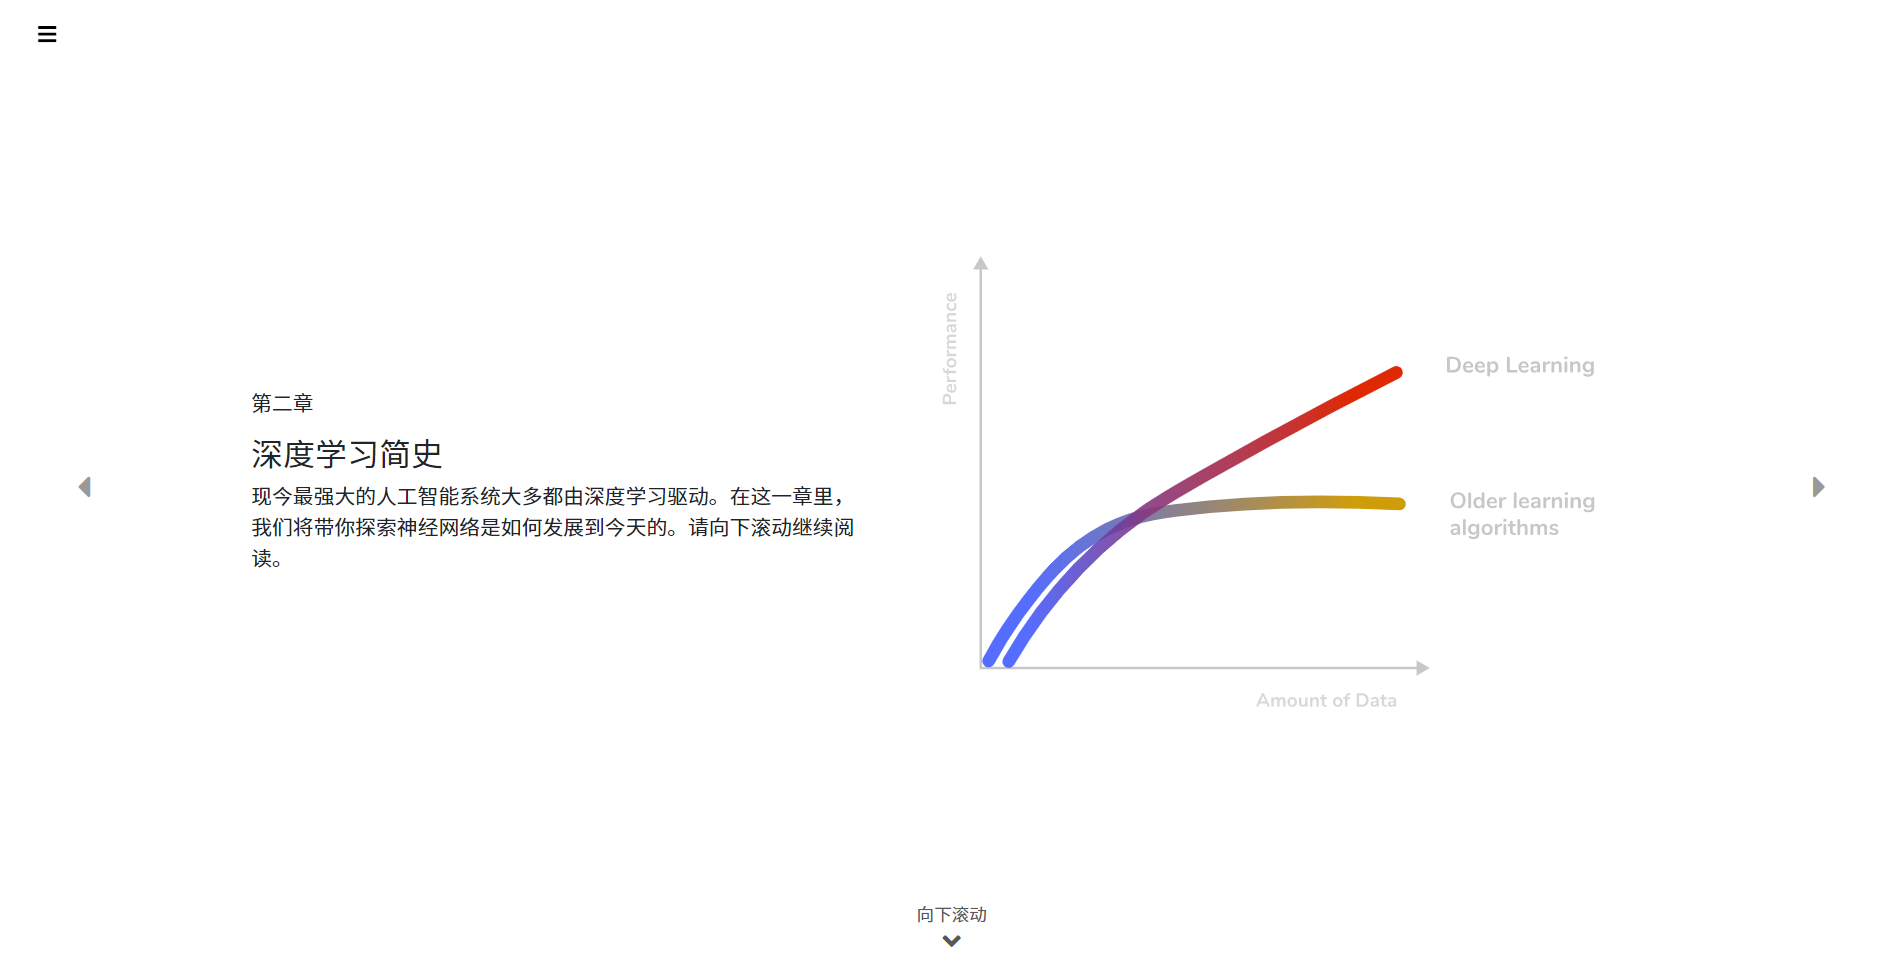 第二章
深度学习简史
现今最强大的人工智能系统大多都由深度学习驱动。在这一章里，
我们将带你探索神经网络是如何发展到今天的。请向下滚动继续阅
读。
Performance
Deep Learning
Older learning
algorithms
Amount of Data
向下滚动